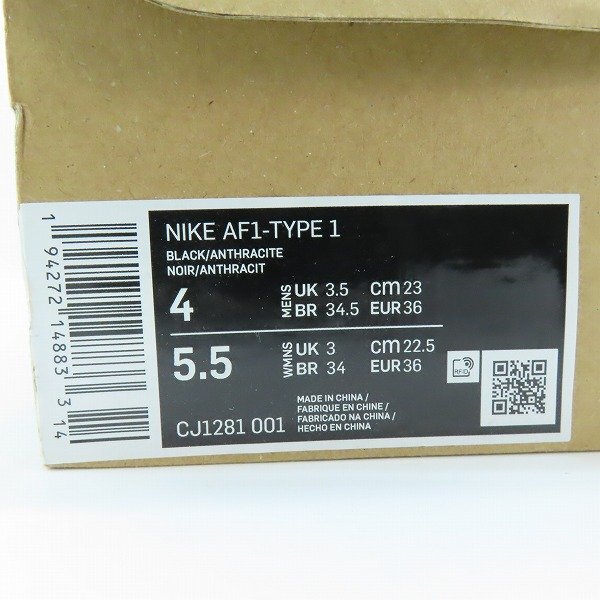 NIKE AF1-TYPE 1
BLACK/ANTHRACITE
NOIR/ANTHRACIT
4 MENS UK 3.5 cm 23
BR 34.5 EUR 36
5.5 WMNS UK 3 cm 22.5
BR 34 EUR 36
RFID
CJ1281 001
MADE IN CHINA /
FABRIQUE EN CHINE /
FABRICADO NA CHINA /
HECHO EN CHINA
1 94272 14883 3 14